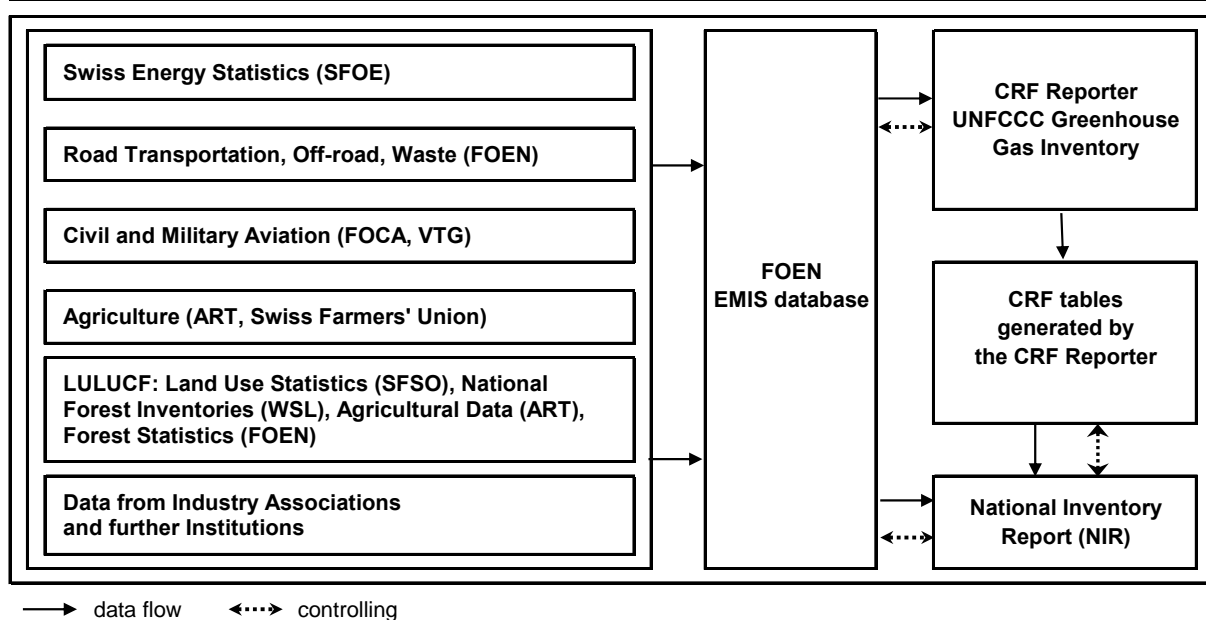 Swiss Energy Statistics (SFOE)
Road Transportation, Off-road, Waste (FOEN)
Civil and Military Aviation (FOCA, VTG)
Agriculture (ART, Swiss Farmers' Union)
LULUCF: Land Use Statistics (SFSO), National
Forest Inventories (WSL), Agricultural Data (ART),
Forest Statistics (FOEN)
Data from Industry Associations
and further Institutions
FOEN
EMIS database
CRF Reporter
UNFCCC Greenhouse
Gas Inventory
CRF tables
generated by
the CRF Reporter
National Inventory
Report (NIR)
data flow
controlling